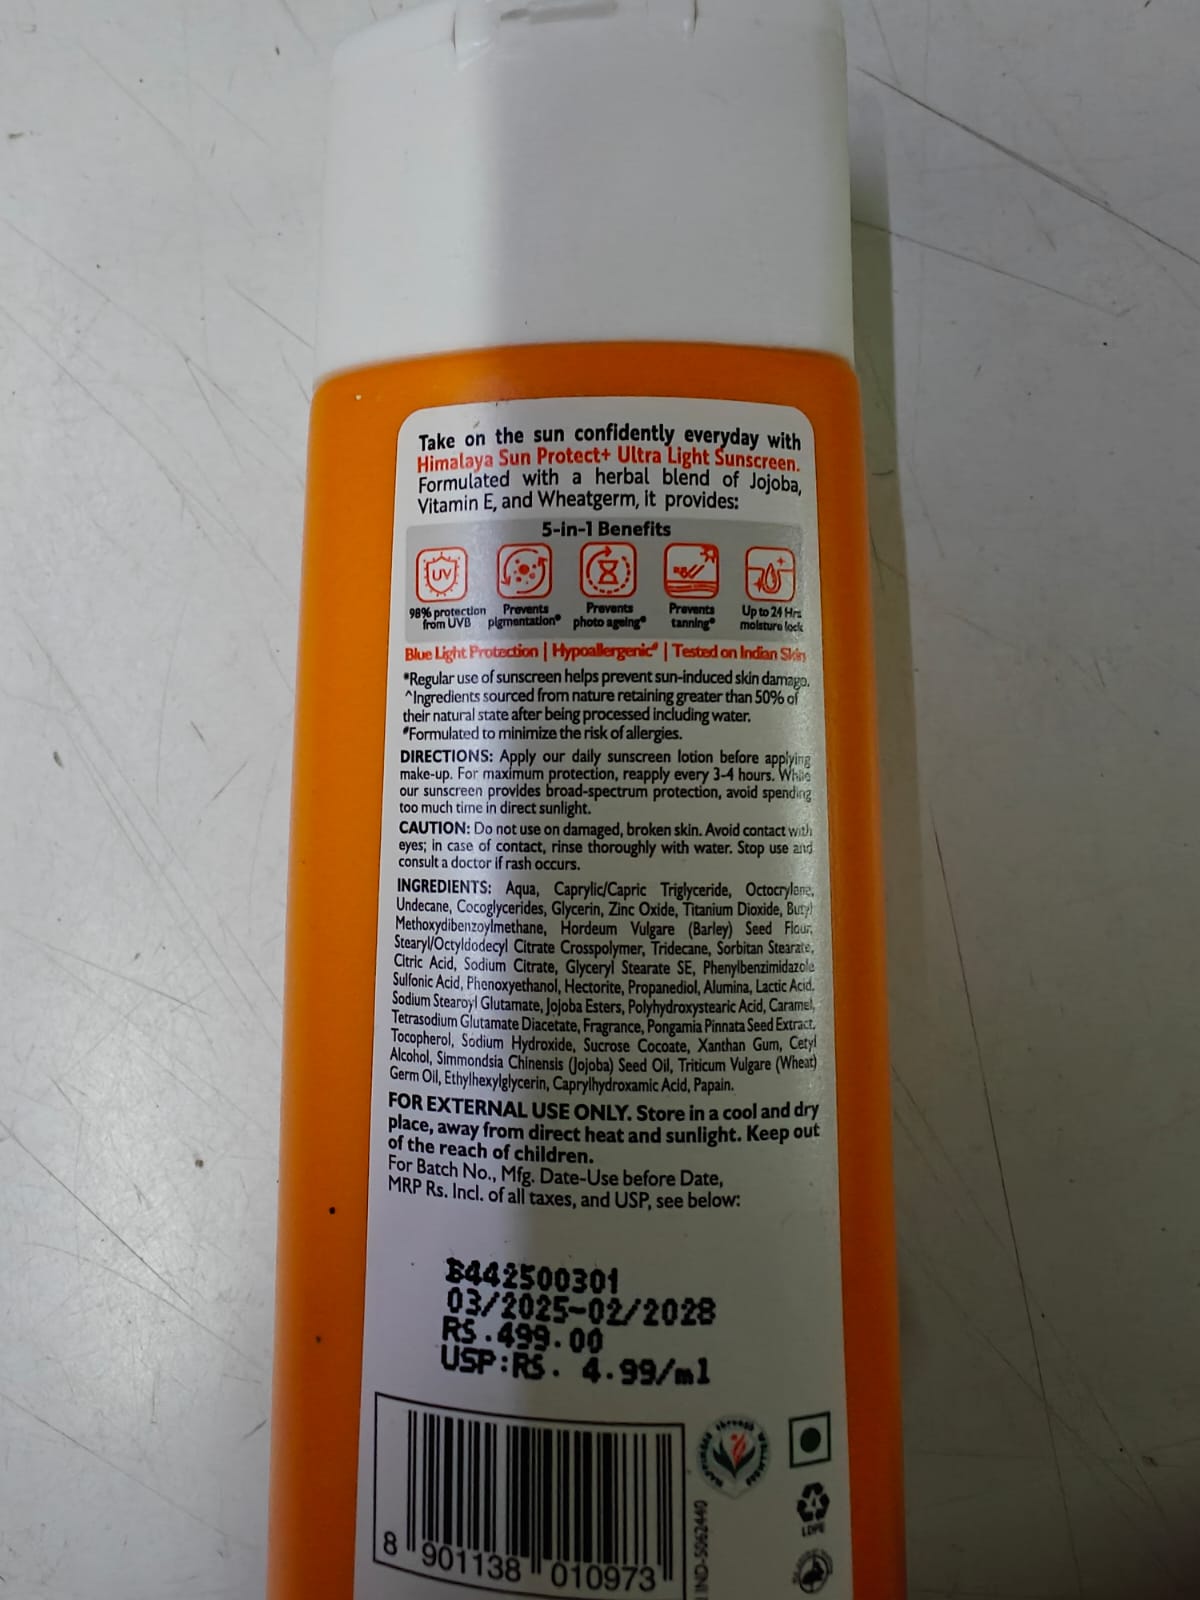 Take on the sun confidently everyday with
Himalaya Sun Protect+ Ultra Light Sunscreen.
Formulated with a herbal blend of Jojoba,
Vitamin E, and Wheatgerm, it provides:
5-in-1 Benefits
UV
98% protection from UVB
Prevents pigmentation*
Prevents photo ageing*
Prevents tanning*
Up to 24 Hrs moisture lock
Blue Light Protection | Hypoallergenic# | Tested on Indian Skin
*Regular use of sunscreen helps prevent sun-induced skin damage.
^Ingredients sourced from nature retaining greater than 50% of
their natural state after being processed including water.
#Formulated to minimize the risk of allergies.
DIRECTIONS: Apply our daily sunscreen lotion before applying
make-up. For maximum protection, reapply every 3-4 hours. While
our sunscreen provides broad-spectrum protection, avoid spending
too much time in direct sunlight.
CAUTION: Do not use on damaged, broken skin. Avoid contact with
eyes; in case of contact, rinse thoroughly with water. Stop use and
consult a doctor if rash occurs.
INGREDIENTS: Aqua, Caprylic/Capric Triglyceride, Octocrylene,
Undecane, Cocoglycerides, Glycerin, Zinc Oxide, Titanium Dioxide, Butyl
Methoxydibenzoylmethane, Hordeum Vulgare (Barley) Seed Flour,
Stearyl/Octyldodecyl Citrate Crosspolymer, Tridecane, Sorbitan Stearate,
Citric Acid, Sodium Citrate, Glyceryl Stearate SE, Phenylbenzimidazole
Sulfonic Acid, Phenoxyethanol, Hectorite, Propanediol, Alumina, Lactic Acid,
Sodium Stearoyl Glutamate, Jojoba Esters, Polyhydroxystearic Acid, Caramel,
Tetrasodium Glutamate Diacetate, Fragrance, Pongamia Pinnata Seed Extract,
Tocopherol, Sodium Hydroxide, Sucrose Cocoate, Xanthan Gum, Cetyl
Alcohol, Simmondsia Chinensis (Jojoba) Seed Oil, Triticum Vulgare (Wheat)
Germ Oil, Ethylhexylglycerin, Caprylhydroxamic Acid, Papain.
FOR EXTERNAL USE ONLY. Store in a cool and dry
place, away from direct heat and sunlight. Keep out
of the reach of children.
For Batch No., Mfg. Date-Use before Date,
MRP Rs. Incl. of all taxes, and USP, see below:
B442500301
03/2025-02/2028
RS.499.00
USP:RS. 4.99/ml
8 901138 010973
IND-5062440
through wellness
4
LDPE